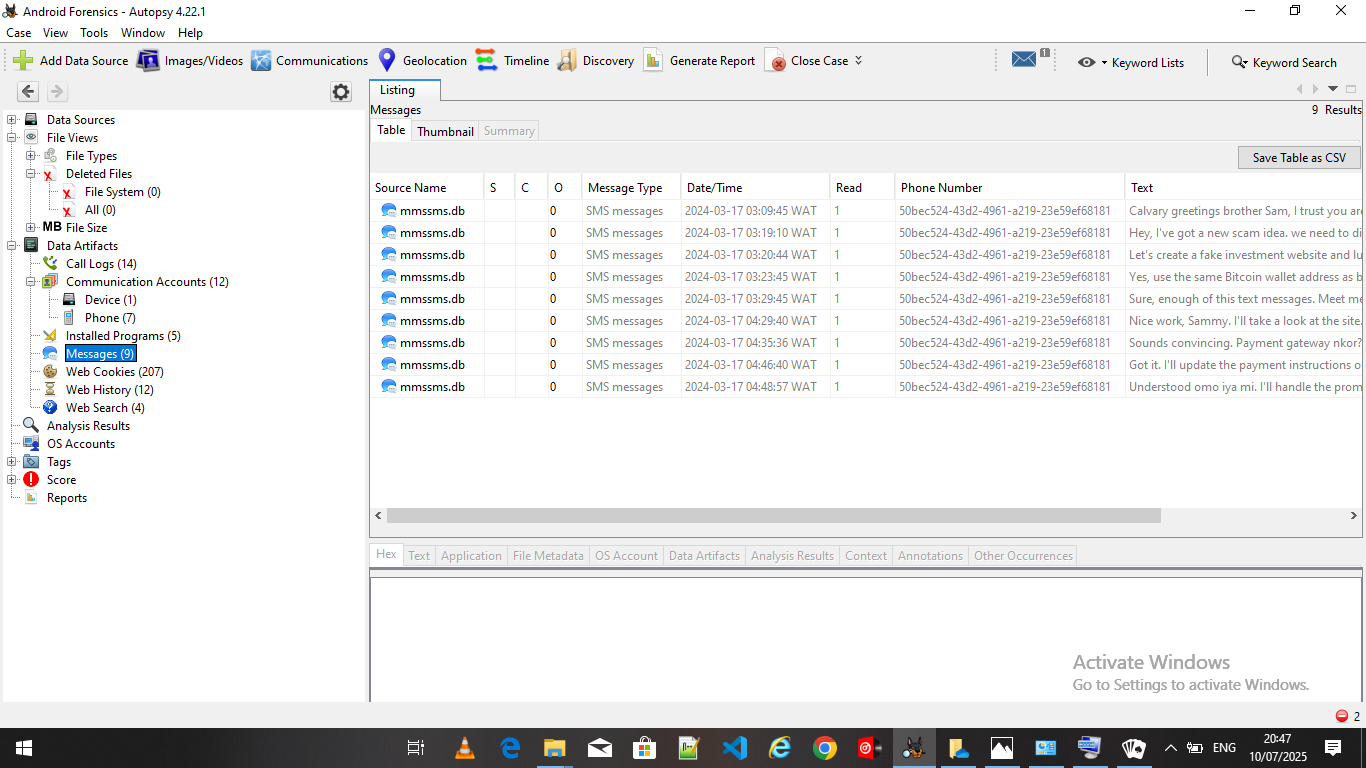 Android Forensics - Autopsy 4.22.1
Case View Tools Window Help
Add Data Source Images/Videos Communications Geolocation Timeline Discovery Generate Report Close Case 1 Keyword Lists Keyword Search
Data Sources
File Views
File Types
Deleted Files
File System (0)
All (0)
MB File Size
Data Artifacts
Call Logs (14)
Communication Accounts (12)
Device (1)
Phone (7)
Installed Programs (5)
Messages (9)
Web Cookies (207)
Web History (12)
Web Search (4)
Analysis Results
OS Accounts
Tags
Score
Reports
Listing
Messages 9 Results
Table Thumbnail Summary
Save Table as CSV
Source Name S C O Message Type Date/Time Read Phone Number Text
mmssms.db 0 SMS messages 2024-03-17 03:09:45 WAT 1 50bec524-43d2-4961-a219-23e59ef68181 Calvary greetings brother Sam, I trust you are
mmssms.db 0 SMS messages 2024-03-17 03:19:10 WAT 1 50bec524-43d2-4961-a219-23e59ef68181 Hey, I've got a new scam idea. we need to di
mmssms.db 0 SMS messages 2024-03-17 03:20:44 WAT 1 50bec524-43d2-4961-a219-23e59ef68181 Let's create a fake investment website and lu
mmssms.db 0 SMS messages 2024-03-17 03:23:45 WAT 1 50bec524-43d2-4961-a219-23e59ef68181 Yes, use the same Bitcoin wallet address as b
mmssms.db 0 SMS messages 2024-03-17 03:29:45 WAT 1 50bec524-43d2-4961-a219-23e59ef68181 Sure, enough of this text messages. Meet me
mmssms.db 0 SMS messages 2024-03-17 04:29:40 WAT 1 50bec524-43d2-4961-a219-23e59ef68181 Nice work, Sammy. I'll take a look at the site.
mmssms.db 0 SMS messages 2024-03-17 04:35:36 WAT 1 50bec524-43d2-4961-a219-23e59ef68181 Sounds convincing. Payment gateway nkor?
mmssms.db 0 SMS messages 2024-03-17 04:46:40 WAT 1 50bec524-43d2-4961-a219-23e59ef68181 Got it. I'll update the payment instructions o
mmssms.db 0 SMS messages 2024-03-17 04:48:57 WAT 1 50bec524-43d2-4961-a219-23e59ef68181 Understood omo iya mi. I'll handle the prom
Hex Text Application File Metadata OS Account Data Artifacts Analysis Results Context Annotations Other Occurrences
Activate Windows
Go to Settings to activate Windows.
2
ENG
20:47
10/07/2025